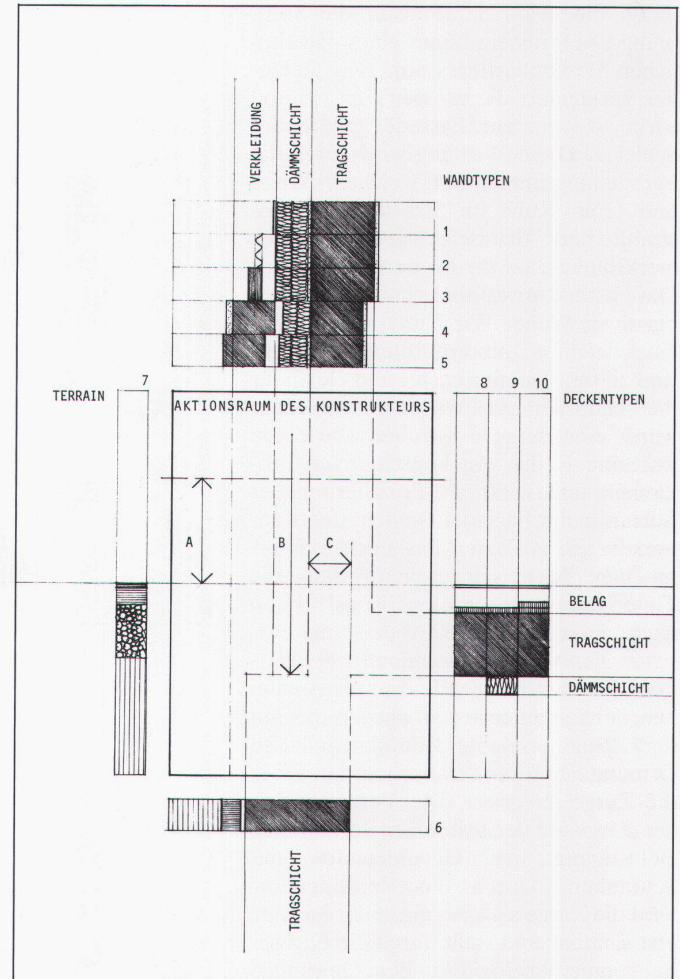 VERKLEIDUNG
DÄMMSCHICHT
TRAGSCHICHT
WANDTYPEN
1
2
3
4
5
TERRAIN
7
AKTIONSRAUM DES KONSTRUKTEURS
8
9
10
DECKENTYPEN
A
B
C
BELAG
TRAGSCHICHT
DÄMMSCHICHT
6
TRAGSCHICHT